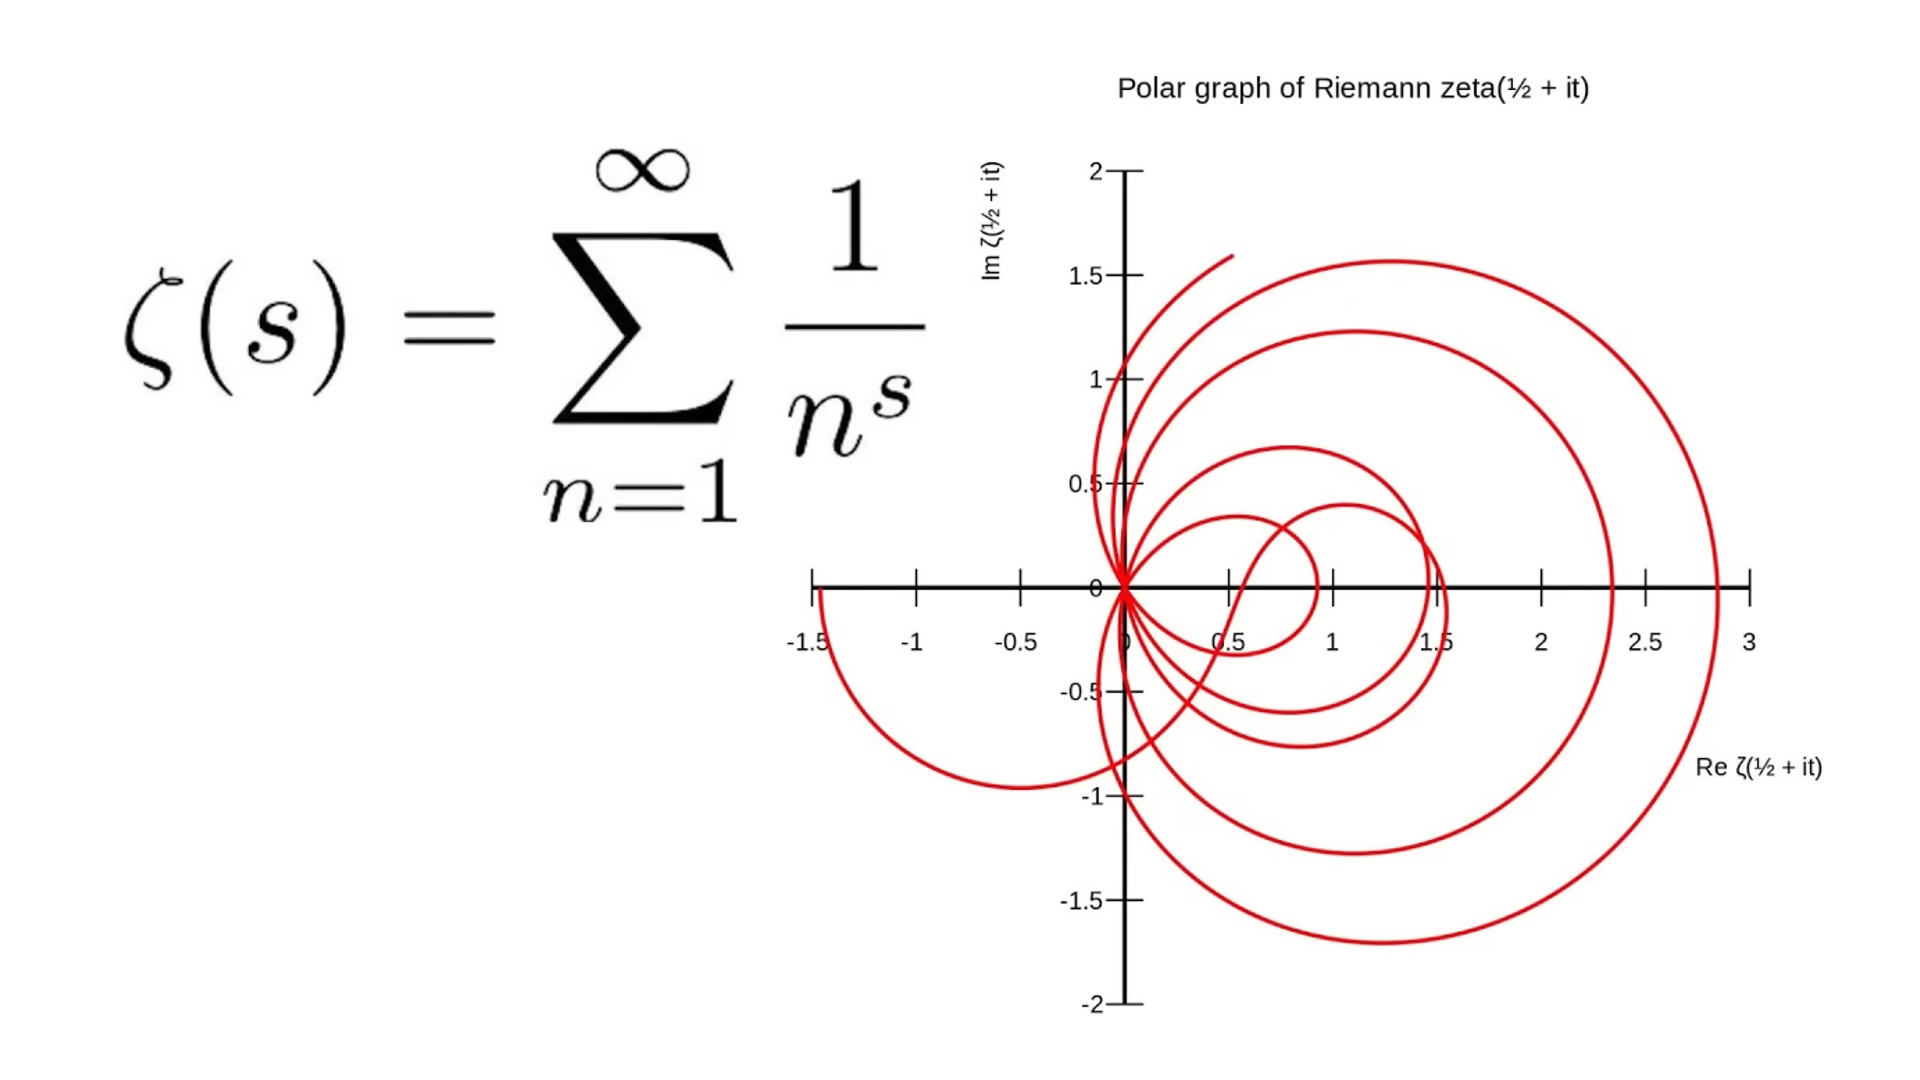 Polar graph of Riemann zeta(½ + it)
ζ(s) = ∞∑n=1 1/n^s
Im ζ(½ + it)
2
1.5
1
0.5
0
-1.5 -1 -0.5 0 0.5 1 1.5 2 2.5 3
-0.5
Re ζ(½ + it)
-1
-1.5
-2